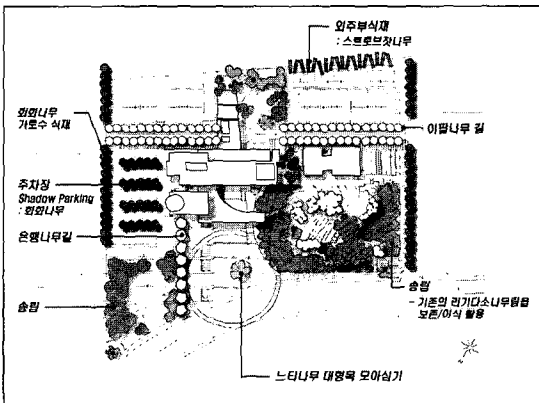 외주부식재
: 스트로브잣나무
회화나무
가로수 식재
이팝나무 길
주차장
Shadow Parking
: 회화나무
은행나무길
송림
송림
- 기존의 리기다소나무림을
보존/이식 활용
느티나무 대형목 모아심기